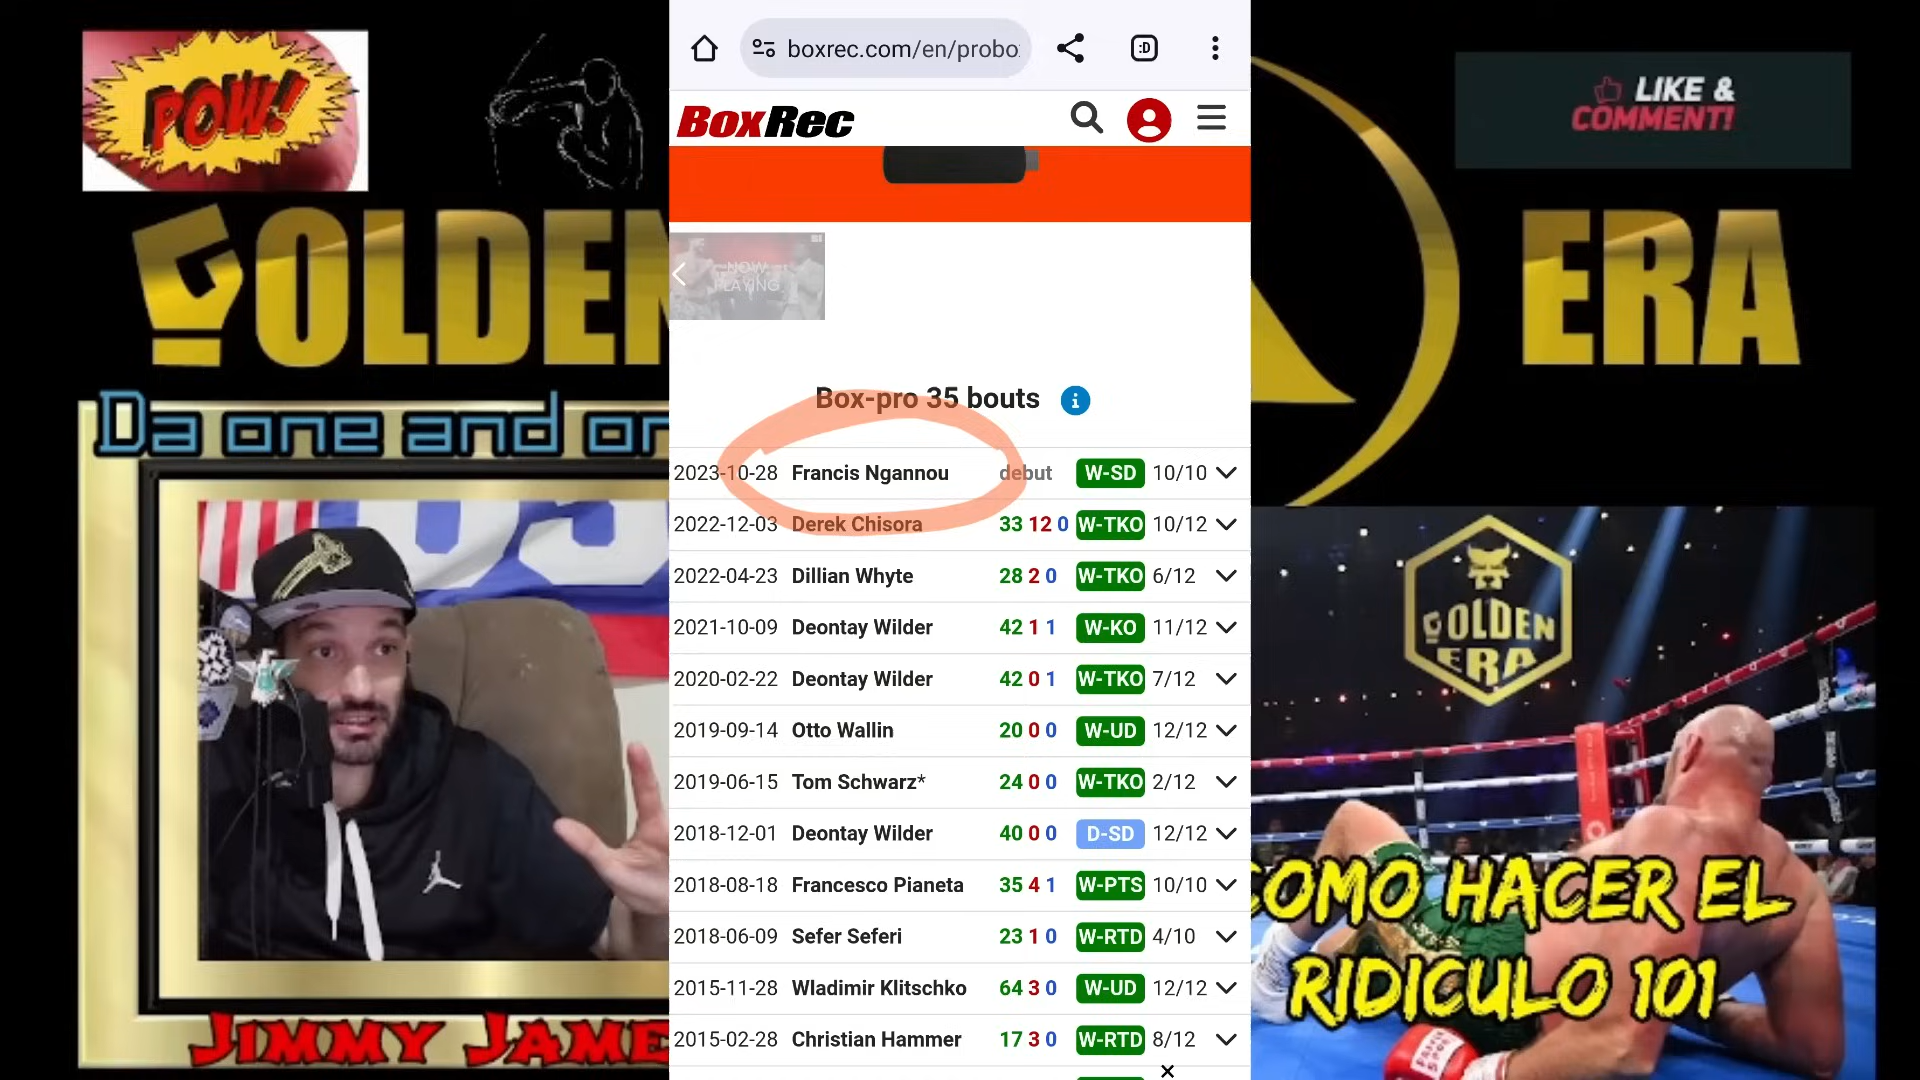 POW!
LIKE &
COMMENT!
GOLDEN
ERA
Da one and on
JIMMY JAME
boxrec.com/en/probo
:D
BoxRec
NOW
PLAYING
Box-pro 35 bouts
2023-10-28 Francis Ngannou debut W-SD 10/10
2022-12-03 Derek Chisora 33 12 0 W-TKO 10/12
2022-04-23 Dillian Whyte 28 2 0 W-TKO 6/12
2021-10-09 Deontay Wilder 42 1 1 W-KO 11/12
2020-02-22 Deontay Wilder 42 0 1 W-TKO 7/12
2019-09-14 Otto Wallin 20 0 0 W-UD 12/12
2019-06-15 Tom Schwarz* 24 0 0 W-TKO 2/12
2018-12-01 Deontay Wilder 40 0 0 D-SD 12/12
2018-08-18 Francesco Pianeta 35 4 1 W-PTS 10/10
2018-06-09 Sefer Seferi 23 1 0 W-RTD 4/10
2015-11-28 Wladimir Klitschko 64 3 0 W-UD 12/12
2015-02-28 Christian Hammer 17 3 0 W-RTD 8/12
GOLDEN
ERA
COMO HACER EL
RIDICULO 101